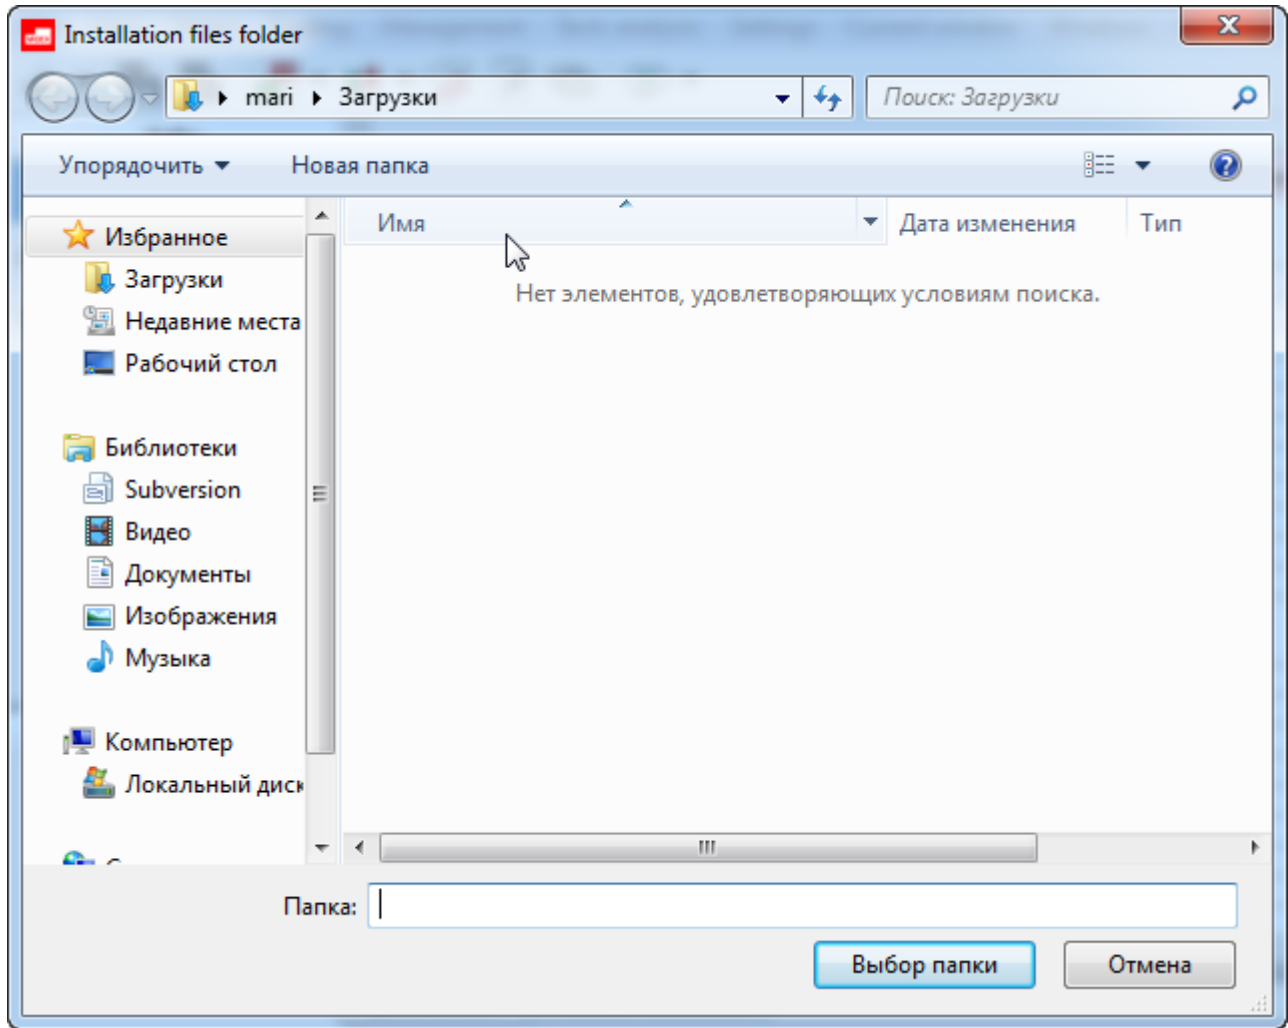 Installation files folder
mari Загрузки
Поиск: Загрузки
Упорядочить
Новая папка
Имя
Дата изменения
Тип
Нет элементов, удовлетворяющих условиям поиска.
Избранное
Загрузки
Недавние места
Рабочий стол
Библиотеки
Subversion
Видео
Документы
Изображения
Музыка
Компьютер
Локальный диск
Папка:
Выбор папки
Отмена